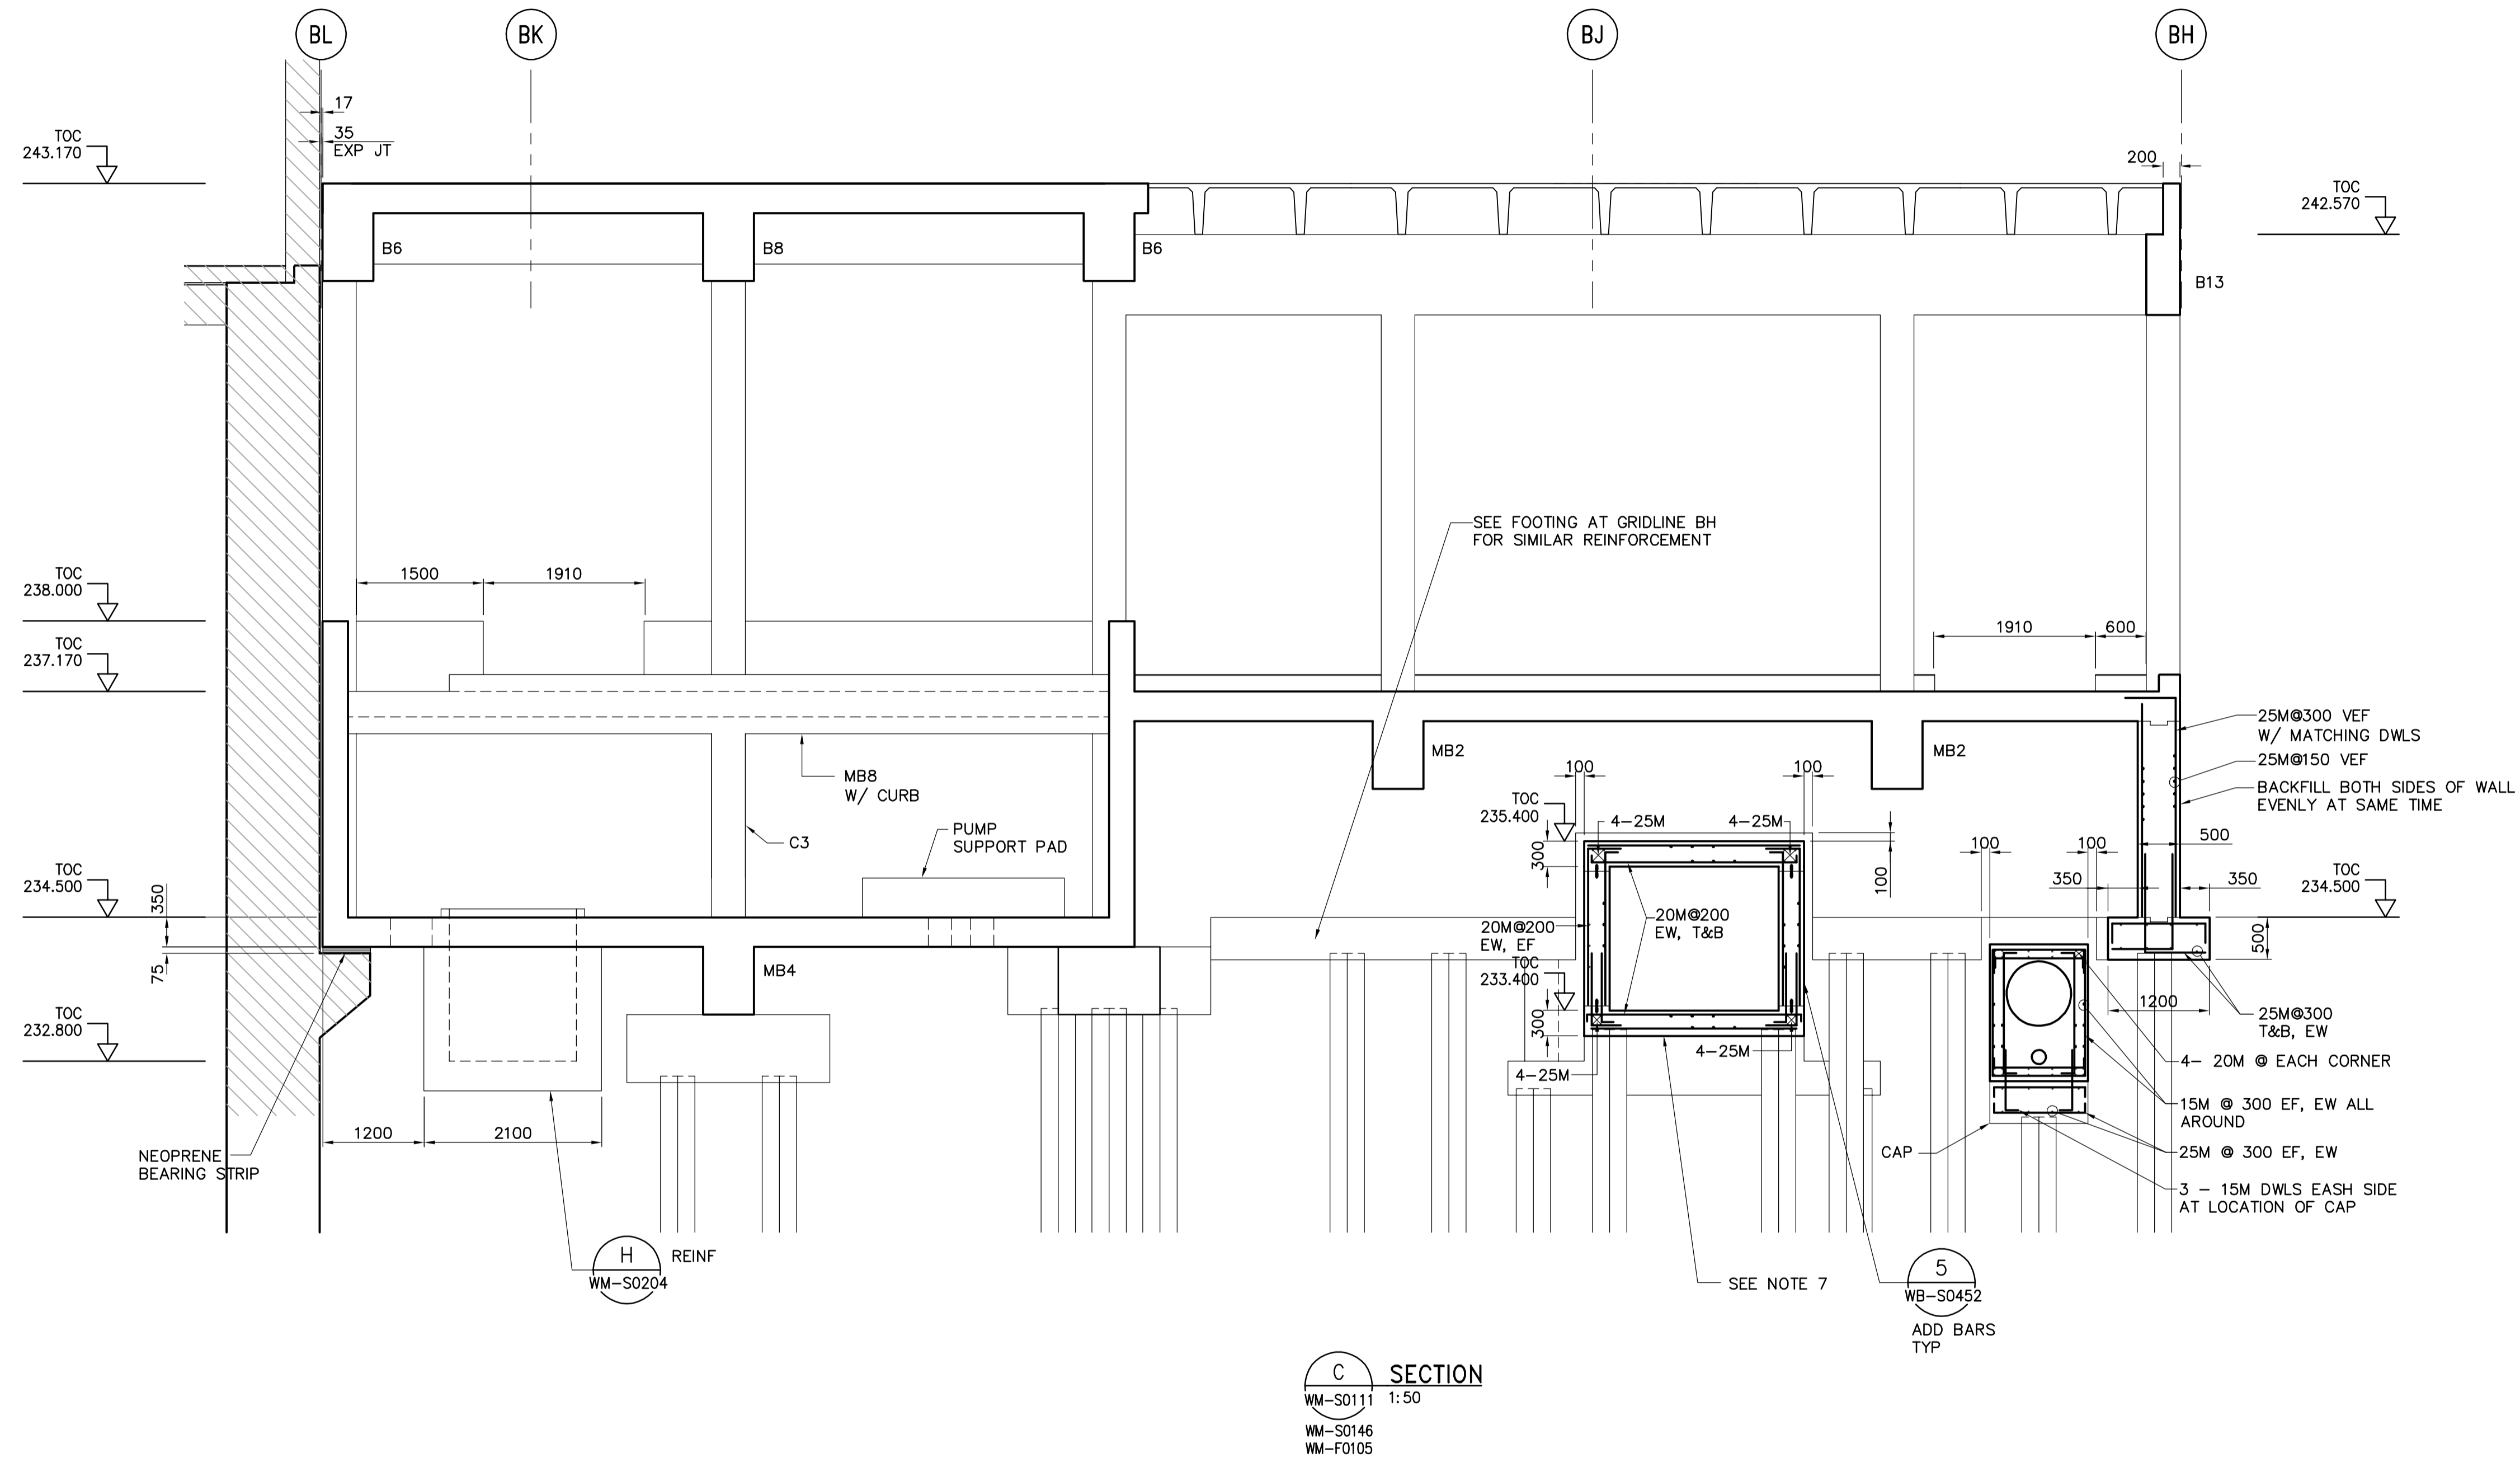 BL
BK
BJ
BH
17
35
EXP JT
TOC
243.170
200
TOC
242.570
B6
B8
B6
B13
SEE FOOTING AT GRIDLINE BH
FOR SIMILAR REINFORCEMENT
TOC
238.000
1500
1910
TOC
237.170
1910
600
25M@300 VEF
W/ MATCHING DWLS
25M@150 VEF
BACKFILL BOTH SIDES OF WALL
EVENLY AT SAME TIME
MB2
MB2
MB8
W/ CURB
100
100
TOC
235.400
4-25M
4-25M
PUMP
SUPPORT PAD
C3
300
100
100
100
500
TOC
234.500
350
350
350
TOC
234.500
20M@200
EW, EF
20M@200
EW, T&B
500
75
MB4
TOC
233.400
300
1200
TOC
232.800
25M@300
T&B, EW
4-25M
4-25M
4- 20M @ EACH CORNER
15M @ 300 EF, EW ALL
AROUND
1200
2100
NEOPRENE
BEARING STRIP
CAP
25M @ 300 EF, EW
3 - 15M DWLS EASH SIDE
AT LOCATION OF CAP
H
WM-S0204
REINF
SEE NOTE 7
5
WB-S0452
ADD BARS
TYP
C
WM-S0111
SECTION
1:50
WM-S0146
WM-F0105